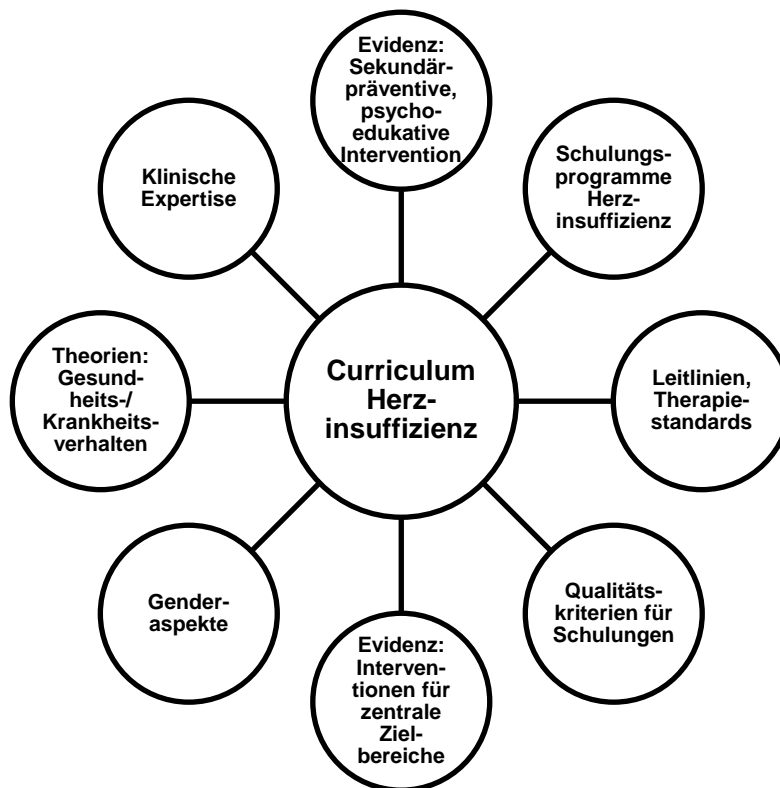 Evidenz:
Sekundär-
präventive,
psycho-
edukative
Intervention
Schulungs-
programme
Herz-
insuffizienz
Leitlinien,
Therapie-
standards
Qualitäts-
kriterien für
Schulungen
Evidenz:
Interven-
tionen für
zentrale
Ziel-
bereiche
Gender-
aspekte
Theorien:
Gesund-
heits-/
Krankheits-
verhalten
Klinische
Expertise
Curriculum
Herz-
insuffizienz